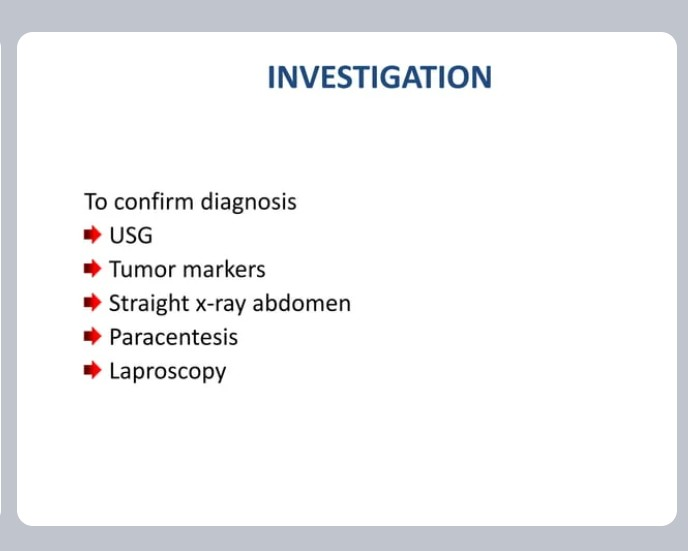 INVESTIGATION
To confirm diagnosis
USG
Tumor markers
Straight x-ray abdomen
Paracentesis
Laproscopy